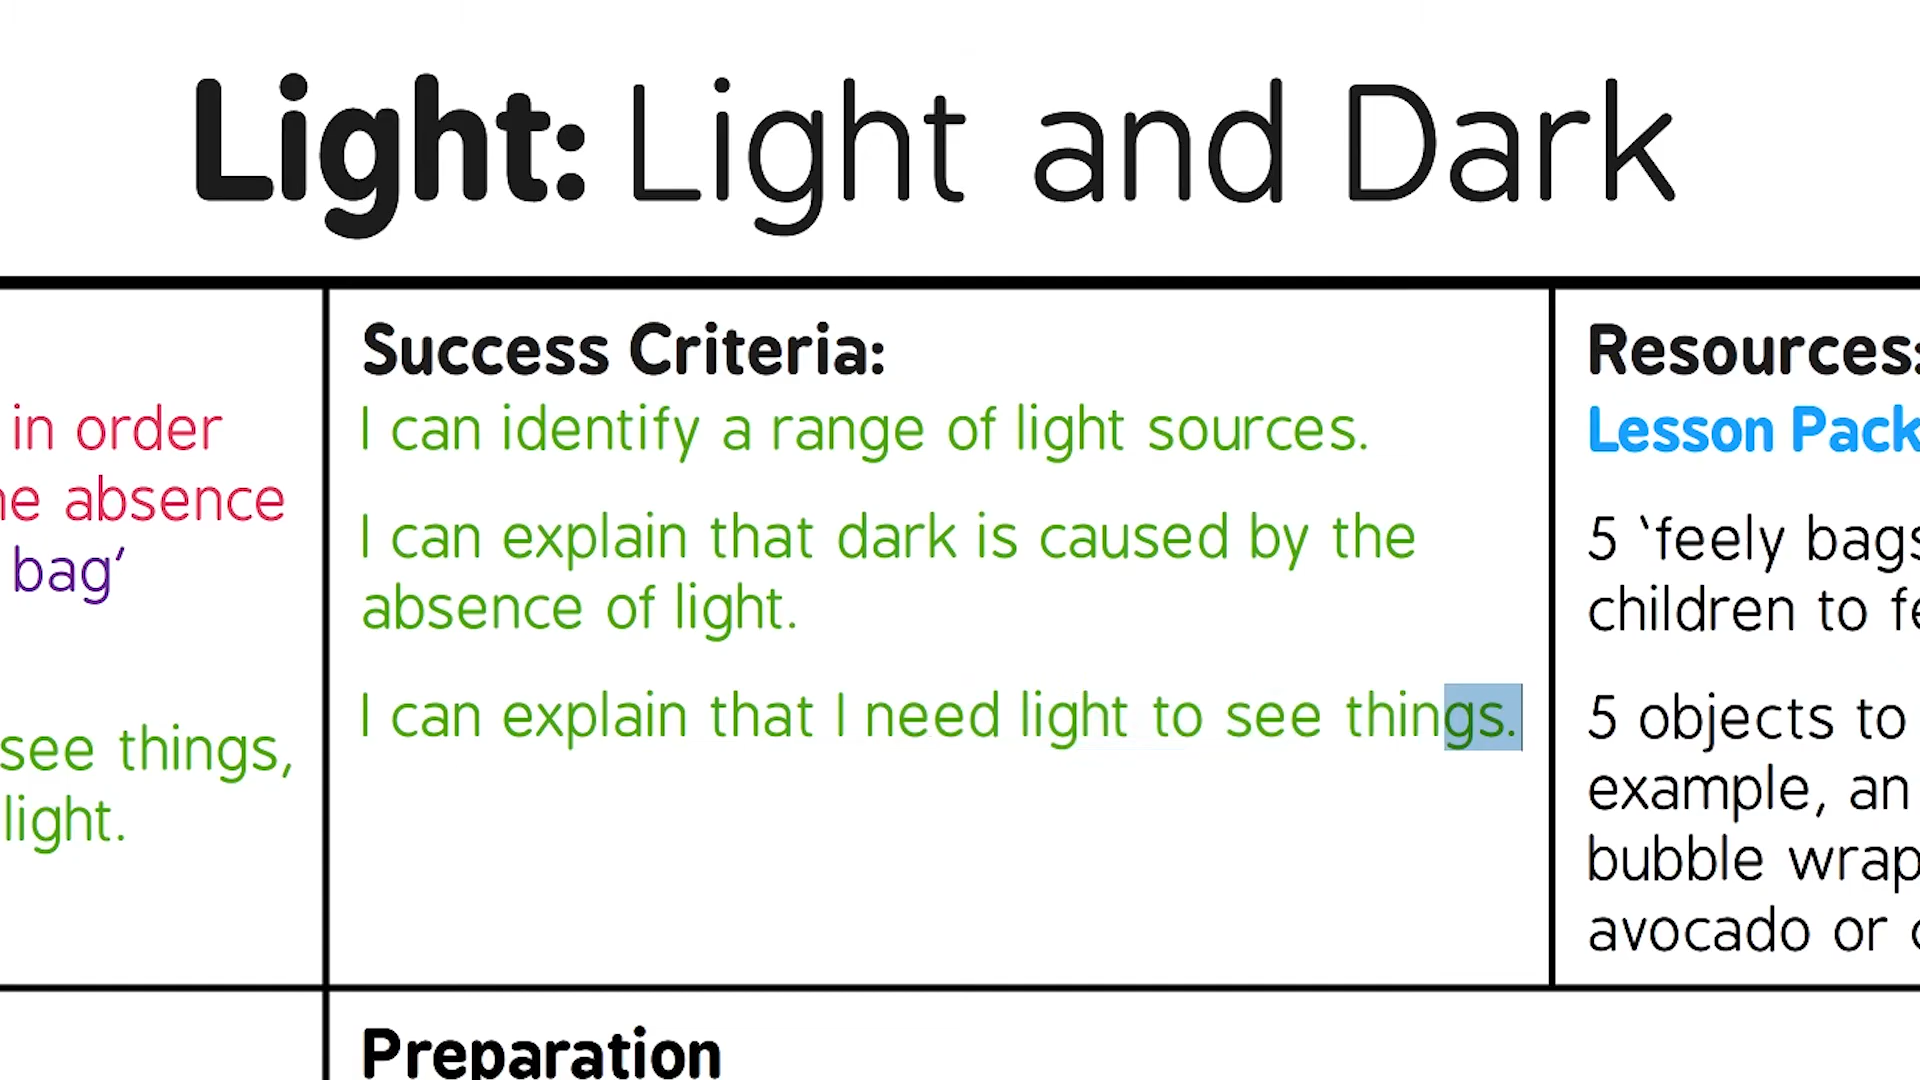 Light: Light and Dark
in order
absence
bag’
see things,
light.
Success Criteria:
I can identify a range of light sources.
I can explain that dark is caused by the
absence of light.
I can explain that I need light to see things.
Resources:
Lesson Pack
5 ‘feely bags
children to
5 objects to
example, an
bubble wrap
avocado or
Preparation